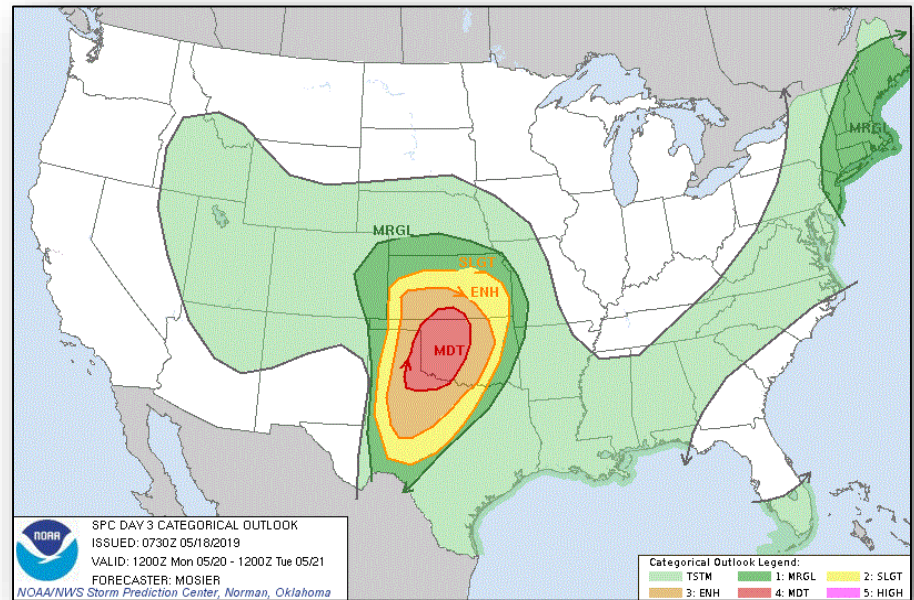 MRGL
MRGL
SLGT
ENH
MDT
SPC DAY 3 CATEGORICAL OUTLOOK
ISSUED: 0730Z 05/18/2019
VALID: 1200Z Mon 05/20 - 1200Z Tue 05/21
FORECASTER: MOSIER
NOAA/NWS Storm Prediction Center, Norman, Oklahoma
NOAA
Categorical Outlook Legend:
TSTM 1: MRGL 2: SLGT
3: ENH 4: MDT 5: HIGH